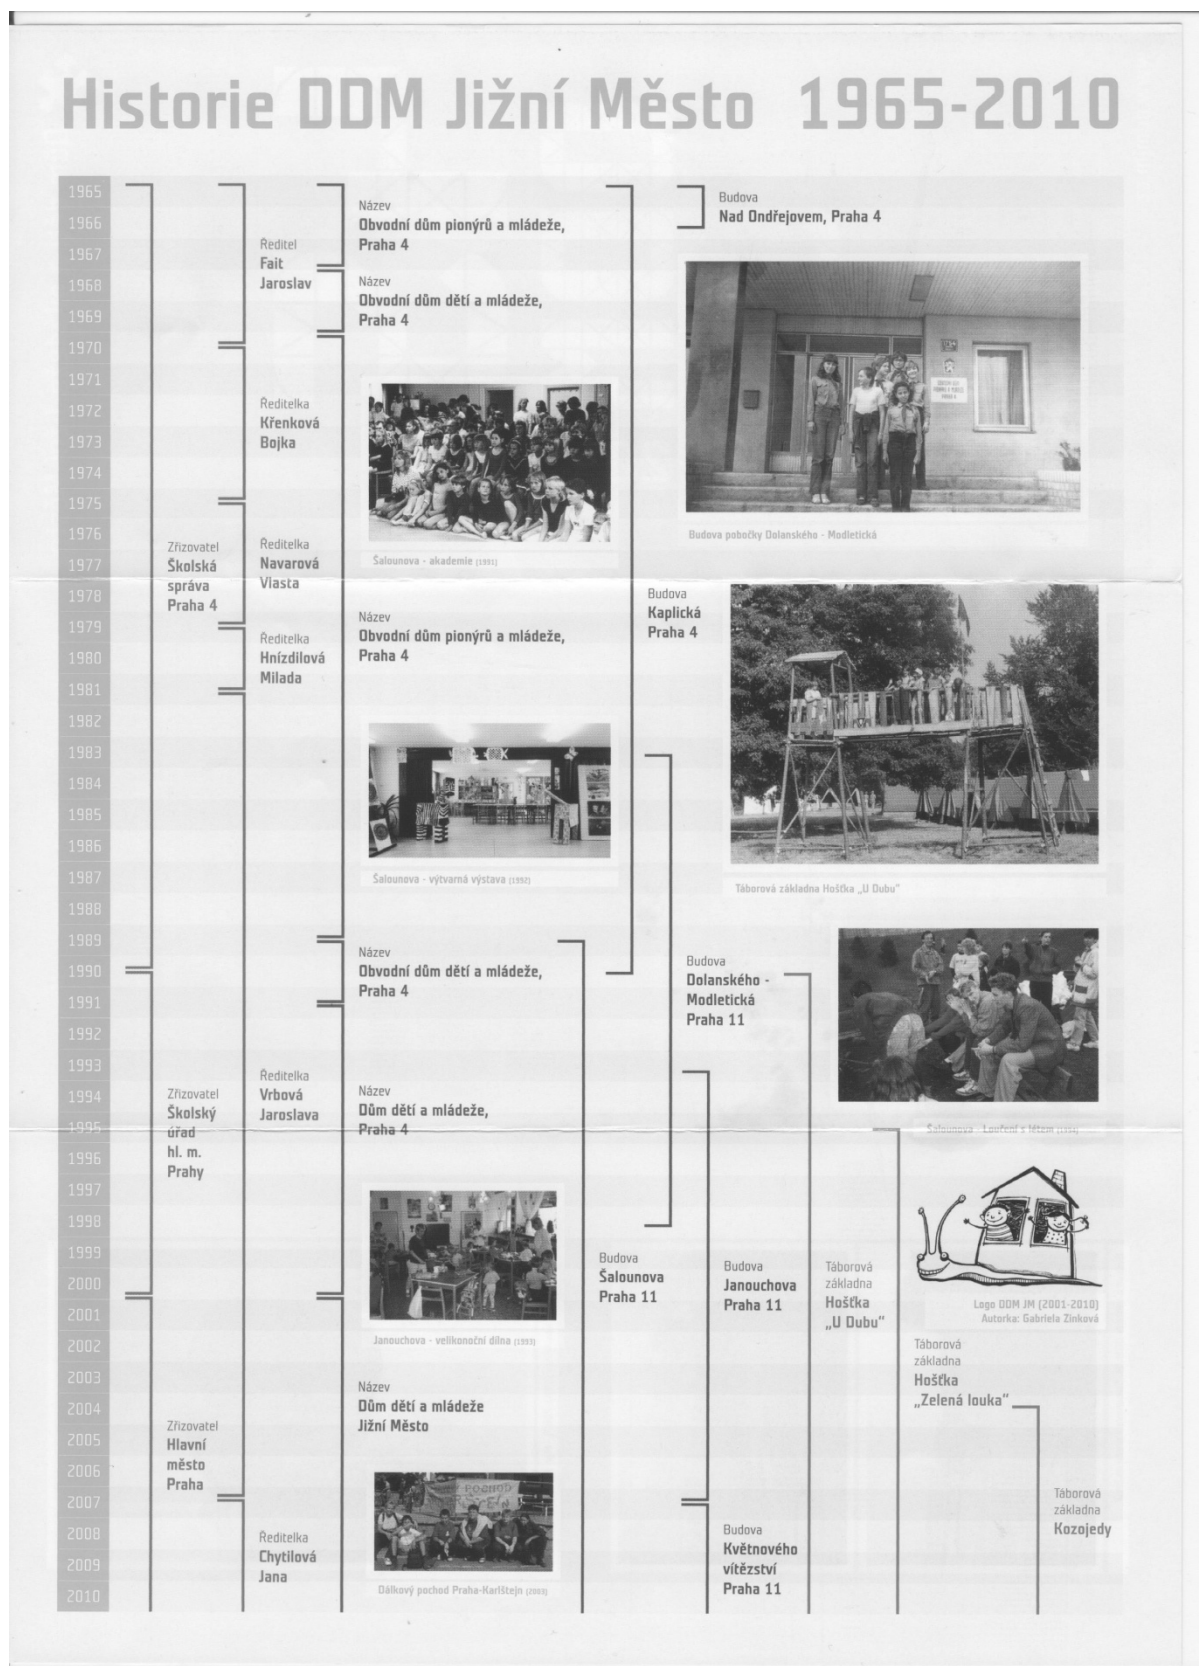 Historie DDM Jižní Město 1965-2010
1965
1966
1967
1968
1969
1970
1971
1972
1973
1974
1975
1976
1977
1978
1979
1980
1981
1982
1983
1984
1985
1986
1987
1988
1989
1990
1991
1992
1993
1994
1995
1996
1997
1998
1999
2000
2001
2002
2003
2004
2005
2006
2007
2008
2009
2010
Zřizovatel
Školská
správa
Praha 4
Zřizovatel
Školský
úřad
hl. m.
Prahy
Zřizovatel
Hlavní
město
Praha
Ředitel
Fait
Jaroslav
Ředitelka
Křenková
Bojka
Ředitelka
Navarová
Vlasta
Ředitelka
Hnízdilová
Milada
Ředitelka
Vrbová
Jaroslava
Ředitelka
Chytilová
Jana
Název
Obvodní dům pionýrů a mládeže,
Praha 4
Název
Obvodní dům dětí a mládeže,
Praha 4
Šalounova - akademie (1991)
Název
Obvodní dům pionýrů a mládeže,
Praha 4
Šalounova - výtvarná výstava (1992)
Název
Obvodní dům dětí a mládeže,
Praha 4
Název
Dům dětí a mládeže,
Praha 4
Janouchova - velikonoční dílna (1993)
Název
Dům dětí a mládeže
Jižní Město
Dálkový pochod Praha-Karlštejn (2003)
Budova
Nad Ondřejovem, Praha 4
Budova pobočky Dolanského - Modletická
Budova
Kaplická
Praha 4
Táborová základna Hošťka „U Dubu"
Budova
Dolanského -
Modletická
Praha 11
Šalounova - Loučení s létem (1994)
Budova
Šalounova
Praha 11
Budova
Janouchova
Praha 11
Táborová
základna
Hošťka
„U Dubu"
Logo DDM JM (2001-2010)
Autorka: Gabriela Zinková
Táborová
základna
Hošťka
„Zelená louka"
Budova
Květnového
vítězství
Praha 11
Táborová
základna
Kozojedy